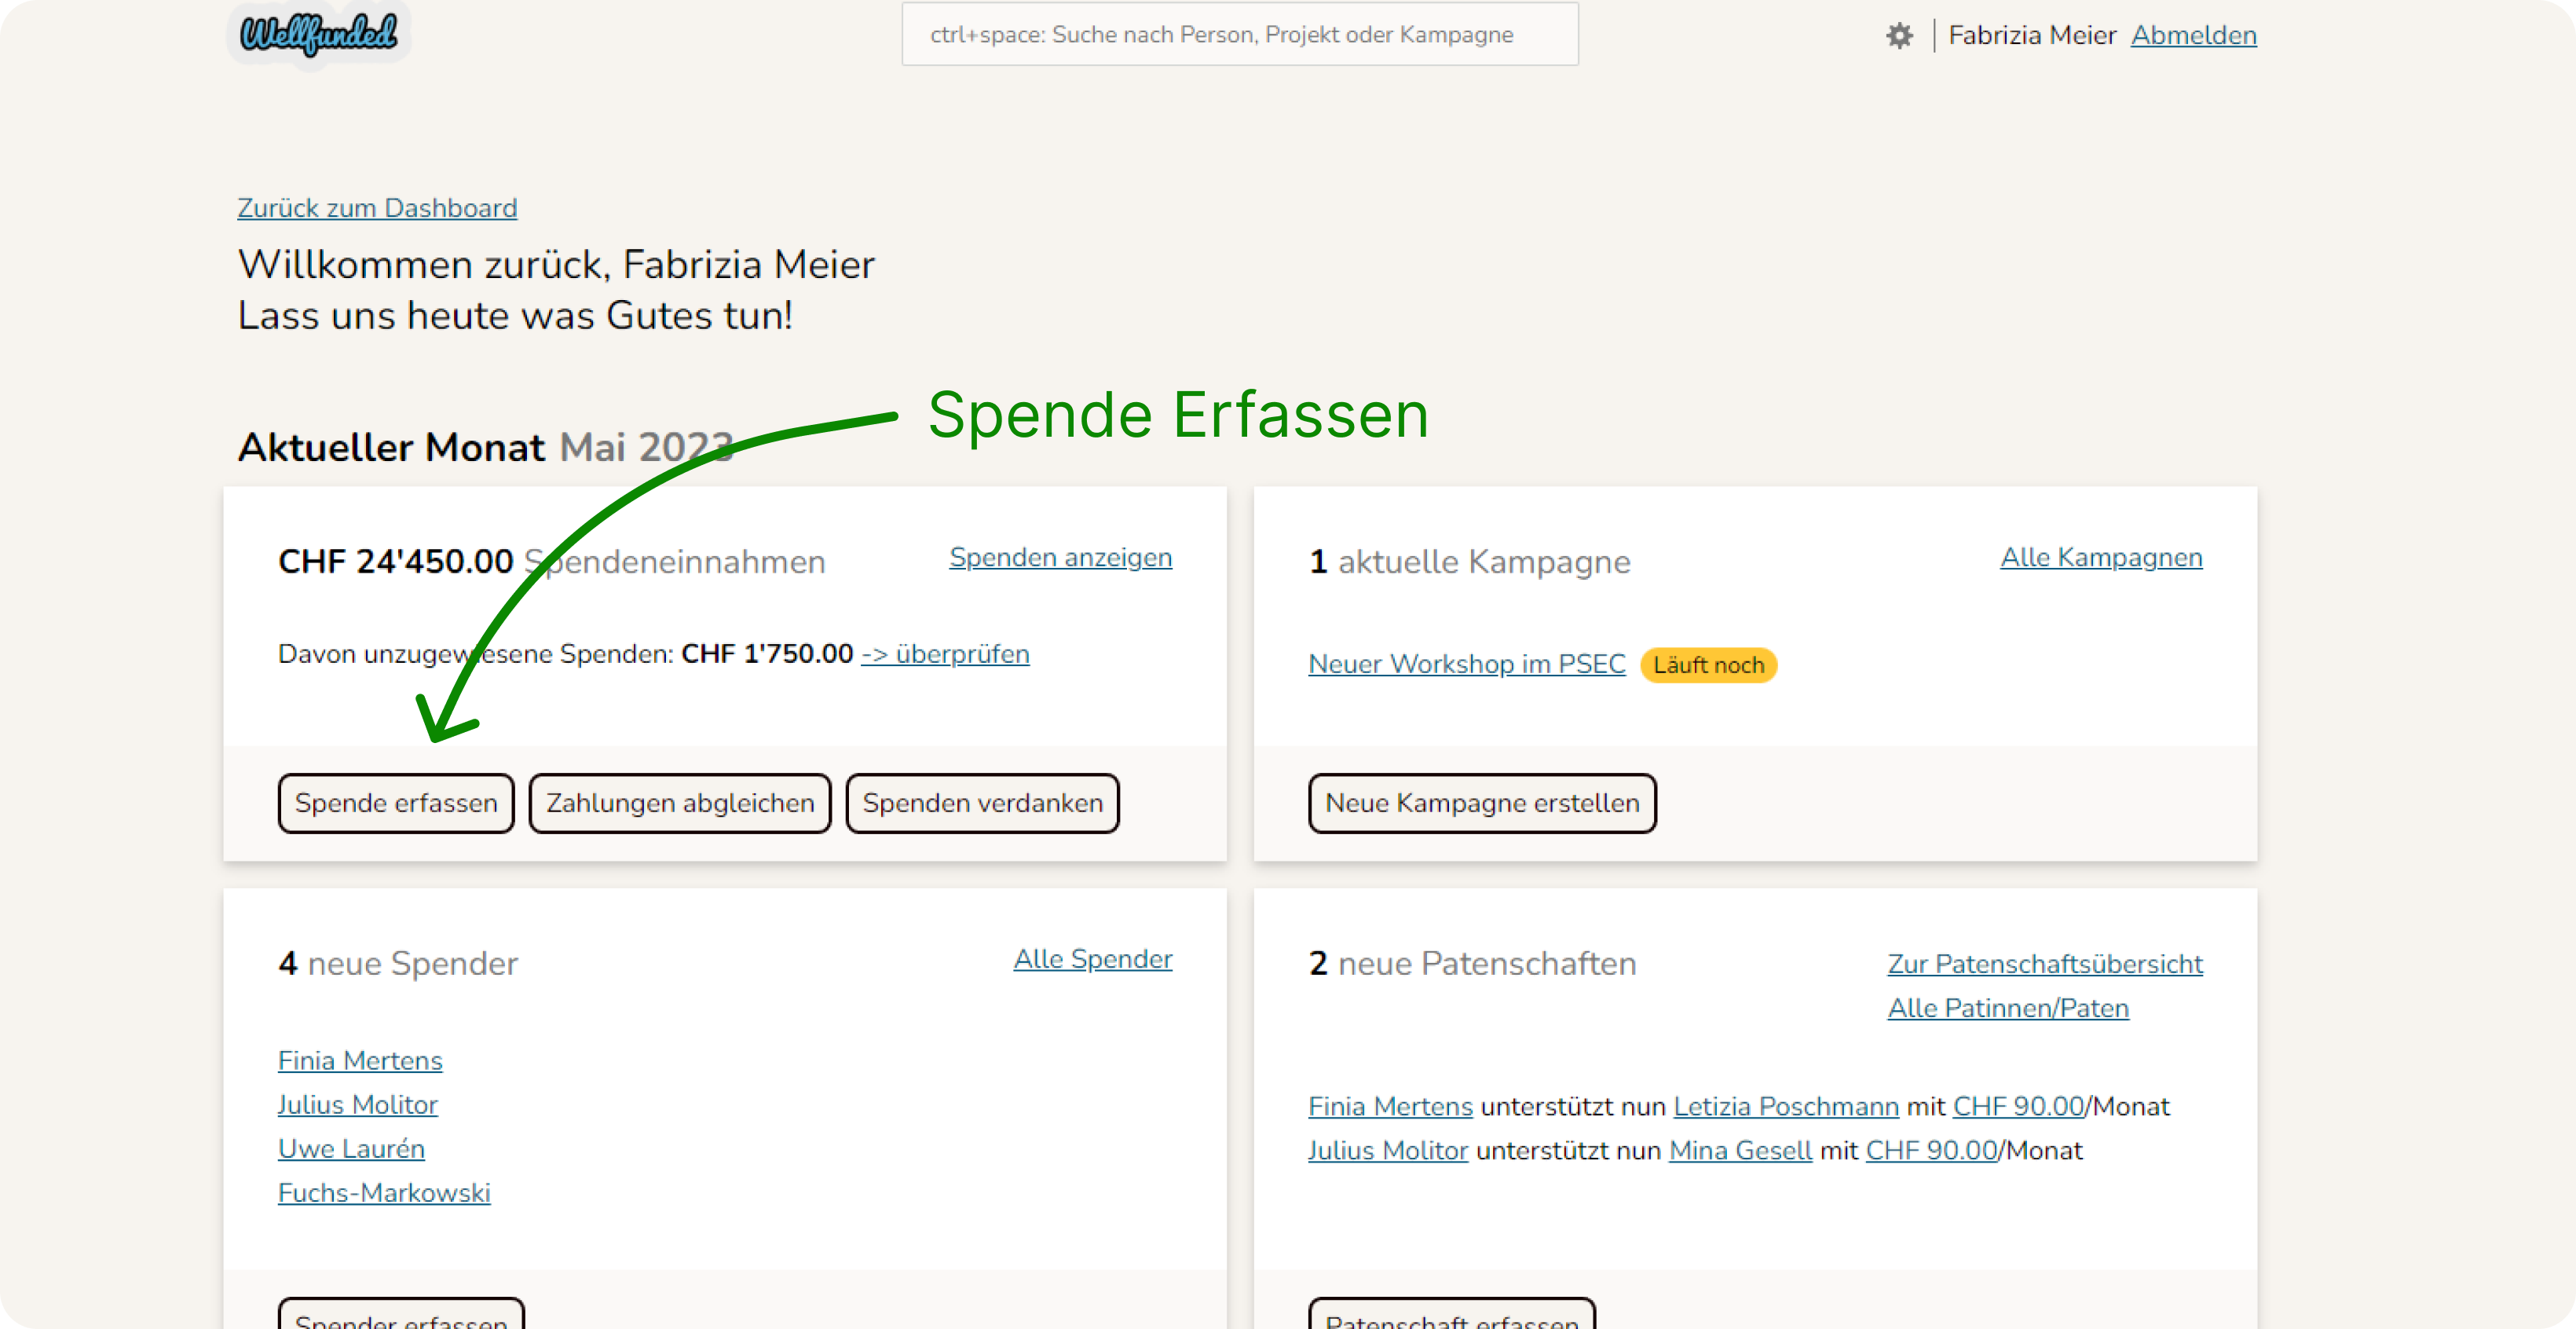 Wellfunded
ctrl+space: Suche nach Person, Projekt oder Kampagne
Fabrizia Meier Abmelden
Zurück zum Dashboard
Willkommen zurück, Fabrizia Meier
Lass uns heute was Gutes tun!
Spende Erfassen
Aktueller Monat Mai 2023
CHF 24'450.00 Spendeneinnahmen
Spenden anzeigen
Davon unzugewiesene Spenden: CHF 1'750.00 -> überprüfen
Spende erfassen
Zahlungen abgleichen
Spenden verdanken
1 aktuelle Kampagne
Alle Kampagnen
Neuer Workshop im PSEC Läuft noch
Neue Kampagne erstellen
4 neue Spender
Alle Spender
Finia Mertens
Julius Molitor
Uwe Laurén
Fuchs-Markowski
Spender erfassen
2 neue Patenschaften
Zur Patenschaftsübersicht
Alle Patinnen/Paten
Finia Mertens unterstützt nun Letizia Poschmann mit CHF 90.00/Monat
Julius Molitor unterstützt nun Mina Gesell mit CHF 90.00/Monat
Patenschaft erfassen